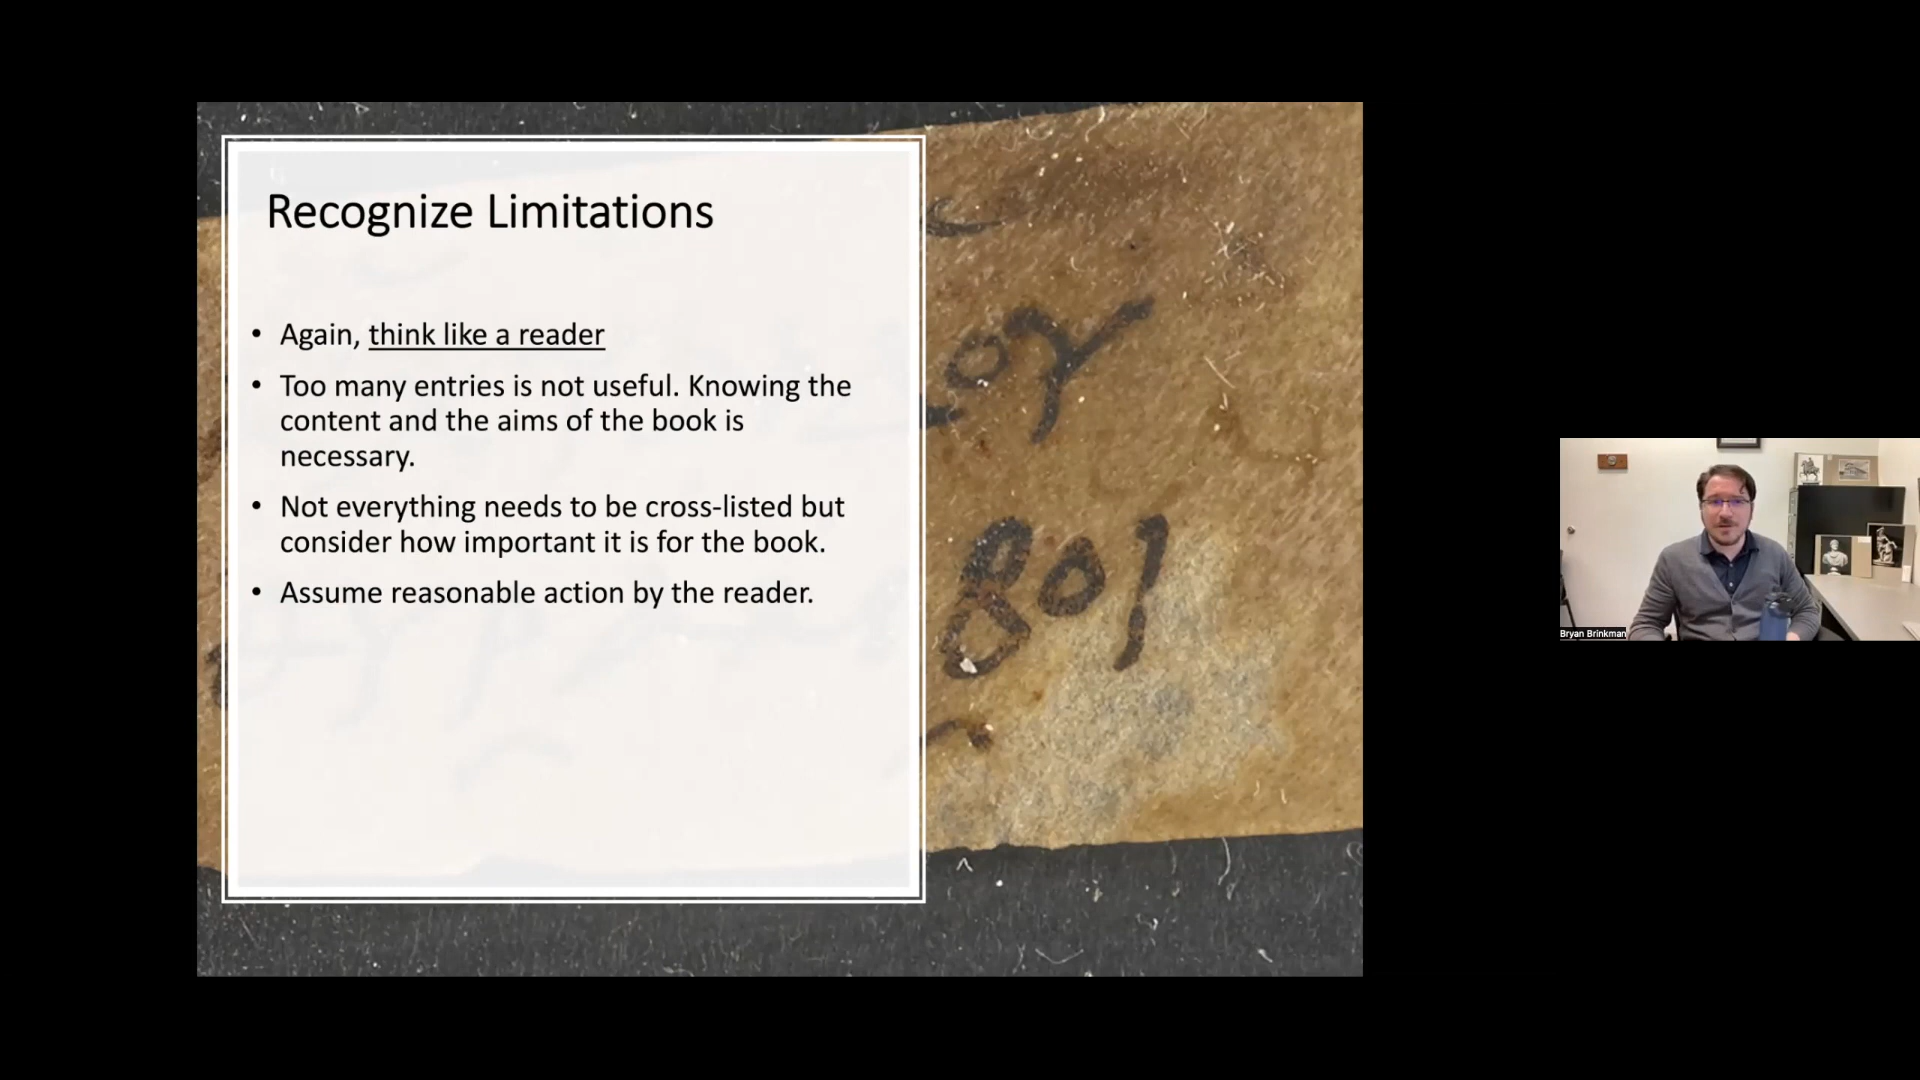 Recognize Limitations
• Again, think like a reader
• Too many entries is not useful. Knowing the
content and the aims of the book is
necessary.
• Not everything needs to be cross-listed but
consider how important it is for the book.
• Assume reasonable action by the reader.
801
Bryan Brinkman